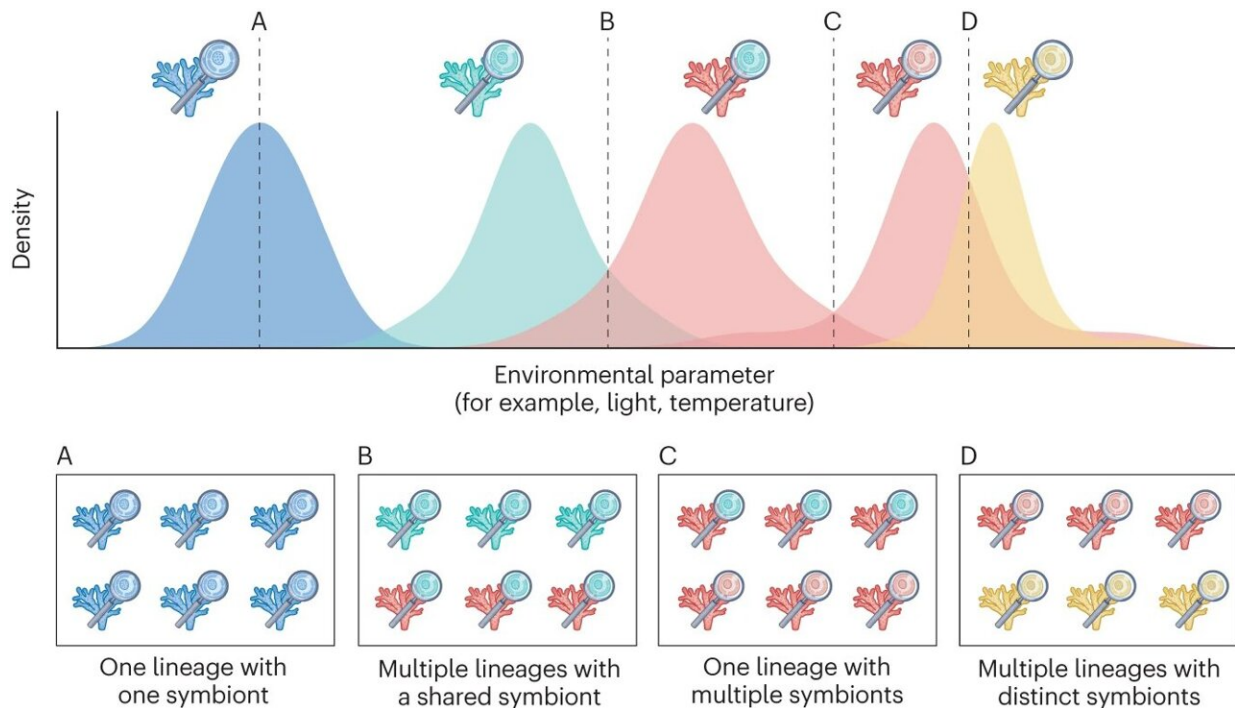 A
B
C
D
Density
Environmental parameter
(for example, light, temperature)
A
One lineage with
one symbiont
B
Multiple lineages with
a shared symbiont
C
One lineage with
multiple symbionts
D
Multiple lineages with
distinct symbionts